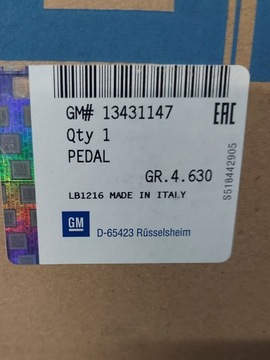 GM# 13431147
EAC
Qty 1
PEDAL
GR.4.630
LB1216 MADE IN ITALY
S518442905
GM
D-65423 Rüsselsheim